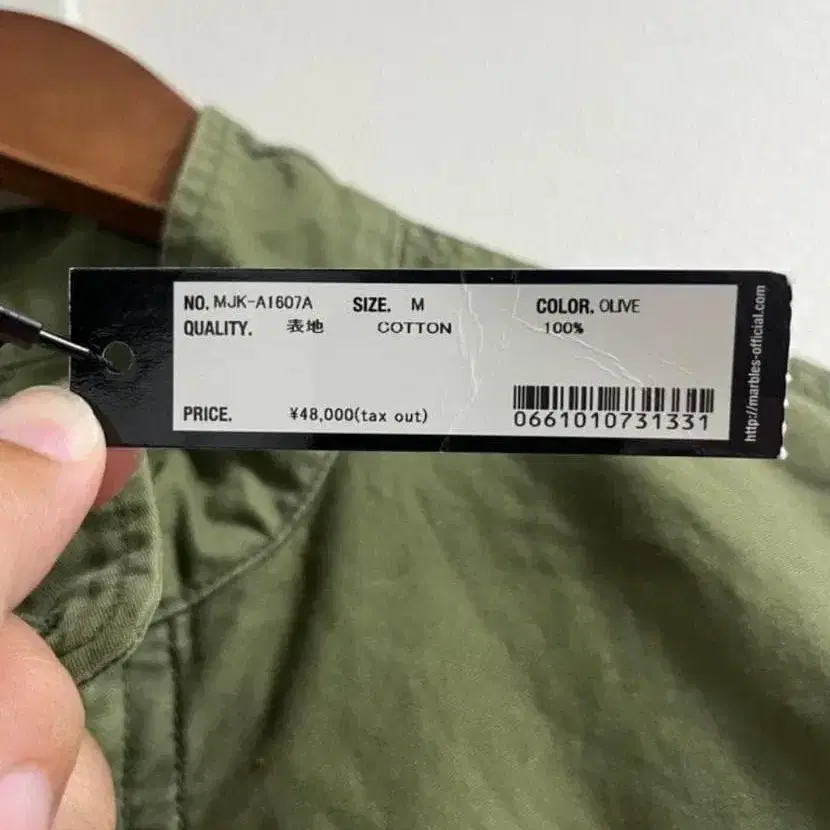 NO. MJK-A1607A SIZE. M COLOR. OLIVE
QUALITY. 表地 COTTON 100%
PRICE. ¥48,000(tax out)
0661010731331
http://marbles-official.com